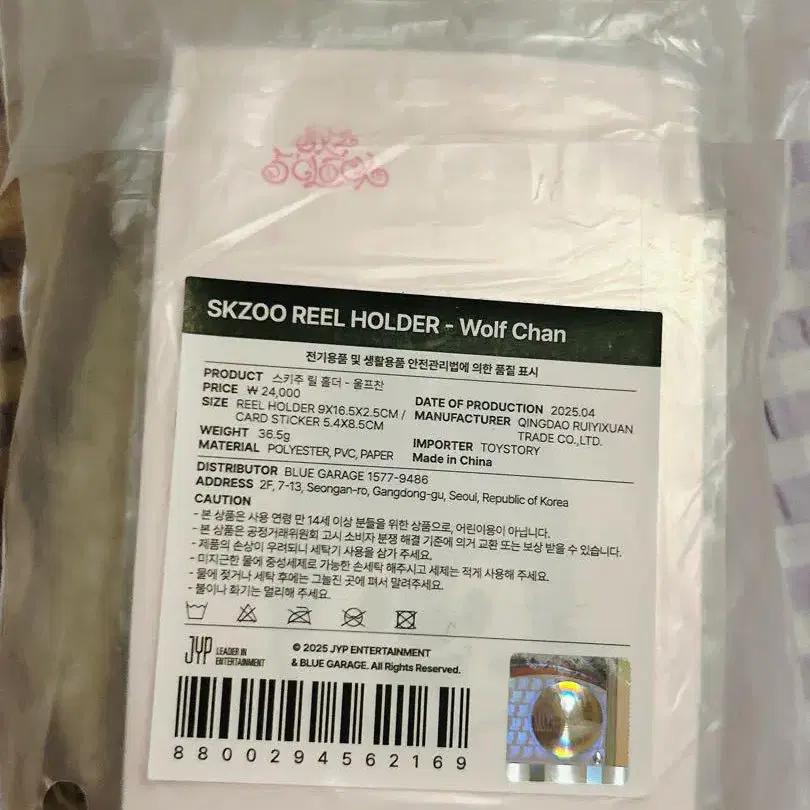 SKZOO REEL HOLDER - Wolf Chan
전기용품 및 생활용품 안전관리법에 의한 품질 표시
PRODUCT 스키주 릴 홀더 - 울프찬
PRICE ₩ 24,000
SIZE REEL HOLDER 9X16.5X2.5CM /
CARD STICKER 5.4X8.5CM
WEIGHT 36.5g
MATERIAL POLYESTER, PVC, PAPER
DATE OF PRODUCTION 2025.04
MANUFACTURER QINGDAO RUIYIXUAN
TRADE CO.,LTD.
IMPORTER TOYSTORY
Made in China
DISTRIBUTOR BLUE GARAGE 1577-9486
ADDRESS 2F, 7-13, Seongan-ro, Gangdong-gu, Seoul, Republic of Korea
CAUTION
- 본 상품은 사용 연령 만 14세 이상 분들을 위한 상품으로, 어린이용이 아닙니다.
- 본 상품은 공정거래위원회 고시 소비자 분쟁 해결 기준에 의거 교환 또는 보상 받을 수 있습니다.
- 제품의 손상이 우려되니 세탁기 사용을 삼가 주세요.
- 미지근한 물에 중성세제로 가능한 손세탁 해주시고 세제는 적게 사용해 주세요.
- 물에 젖거나 세탁 후에는 그늘진 곳에 펴서 말려주세요.
- 불이나 화기는 멀리해 주세요.
JYP LEADER IN
ENTERTAINMENT
© 2025 JYP ENTERTAINMENT
& BLUE GARAGE. All Rights Reserved.
8800294562169